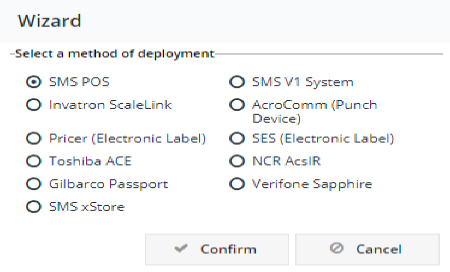 Wizard
Select a method of deployment
SMS POS
SMS V1 System
Invatron ScaleLink
AcroComm (Punch
Device)
Pricer (Electronic Label)
SES (Electronic Label)
Toshiba ACE
NCR AcsIR
Gilbarco Passport
Verifone Sapphire
SMS xStore
Confirm
Cancel